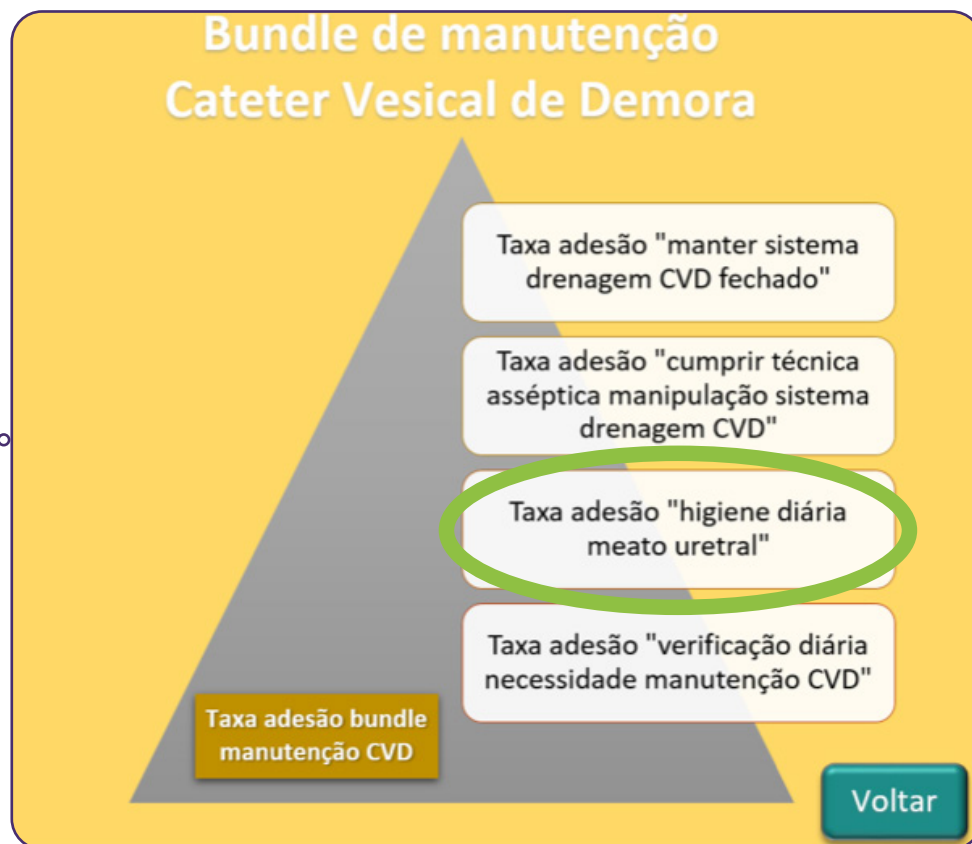 Bundle de manutenção
Cateter Vesical de Demora
Taxa adesão "manter sistema
drenagem CVD fechado"
Taxa adesão "cumprir técnica
asséptica manipulação sistema
drenagem CVD"
Taxa adesão "higiene diária
meato uretral"
Taxa adesão "verificação diária
necessidade manutenção CVD"
Taxa adesão bundle
manutenção CVD
Voltar